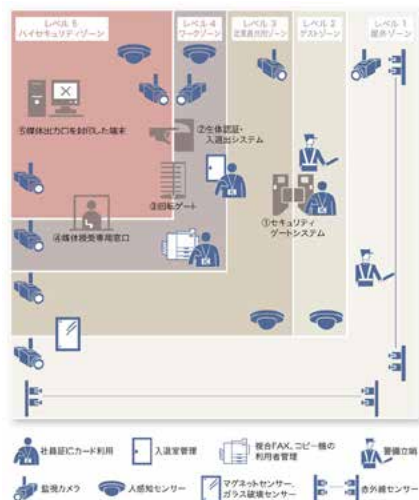 レベル 5
ハイセキュリティゾーン
レベル 4
ワークゾーン
レベル 3
従業員共用ゾーン
レベル 2
ゲストゾーン
レベル 1
屋外ゾーン
⑤媒体出力口を封印した端末
②生体認証・
入退出システム
③回転ゲート
④媒体授受専用窓口
①セキュリティ
ゲートシステム
社員証ICカード利用
入退室管理
複合FAX、コピー機の
利用者管理
警備立哨
監視カメラ
人感知センサー
マグネットセンサー、
ガラス破壊センサー
赤外線センサー